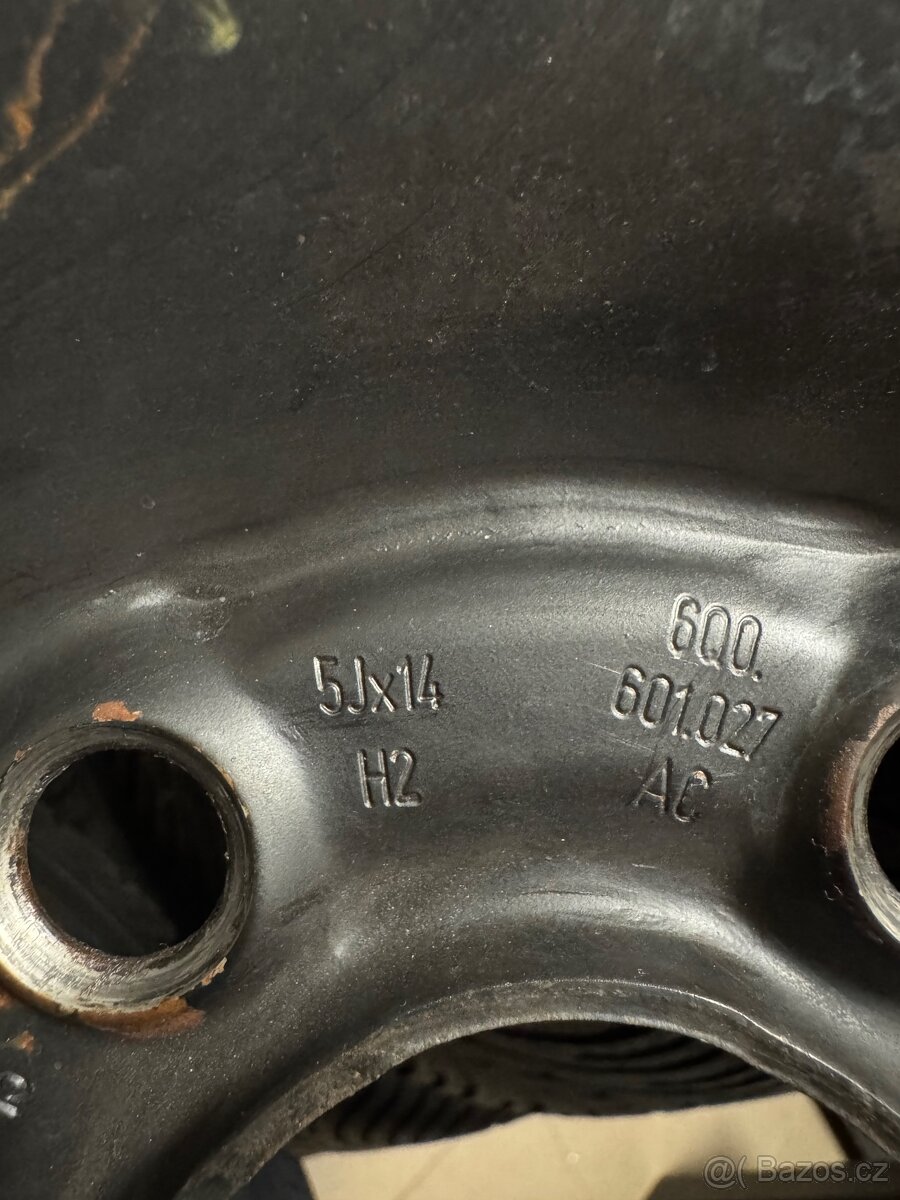 5Jx14
H2
6Q0.
601.027
AC
@( Bazos.cz